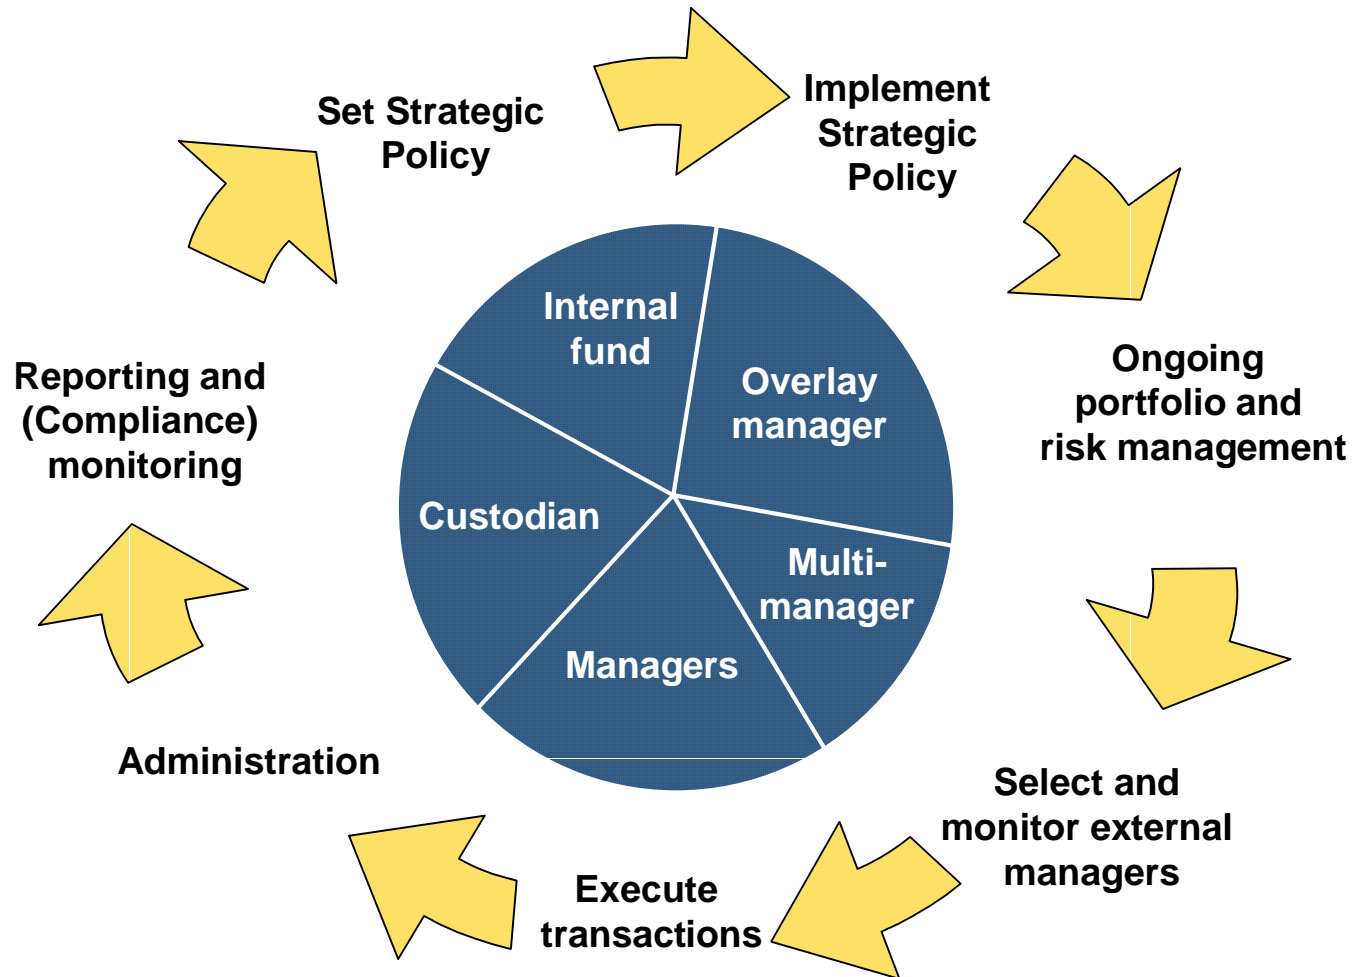 Set Strategic
Policy
Implement
Strategic
Policy
Ongoing
portfolio and
risk management
Select and
monitor external
managers
Execute
transactions
Administration
Reporting and
(Compliance)
monitoring
Internal
fund
Overlay
manager
Multi-
manager
Managers
Custodian